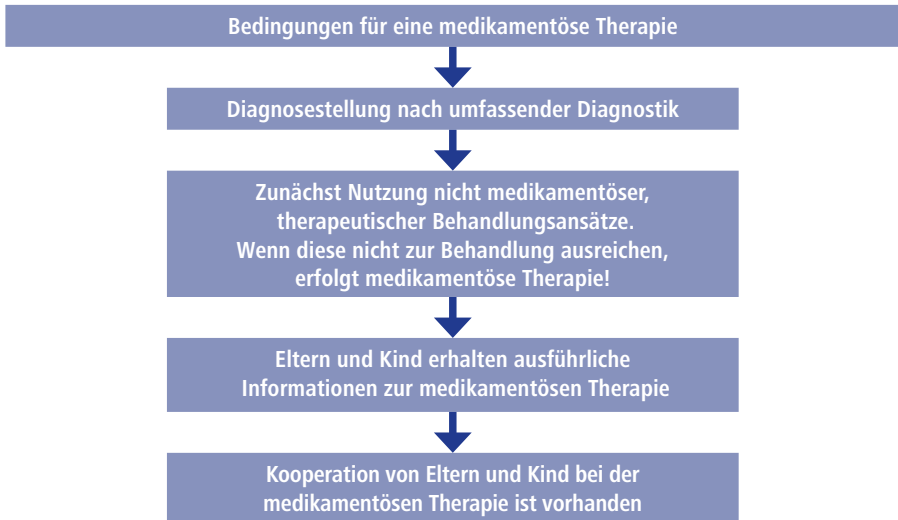 Bedingungen für eine medikamentöse Therapie
Diagnosestellung nach umfassender Diagnostik
Zunächst Nutzung nicht medikamentöser,
therapeutischer Behandlungsansätze.
Wenn diese nicht zur Behandlung ausreichen,
erfolgt medikamentöse Therapie!
Eltern und Kind erhalten ausführliche
Informationen zur medikamentösen Therapie
Kooperation von Eltern und Kind bei der
medikamentösen Therapie ist vorhanden